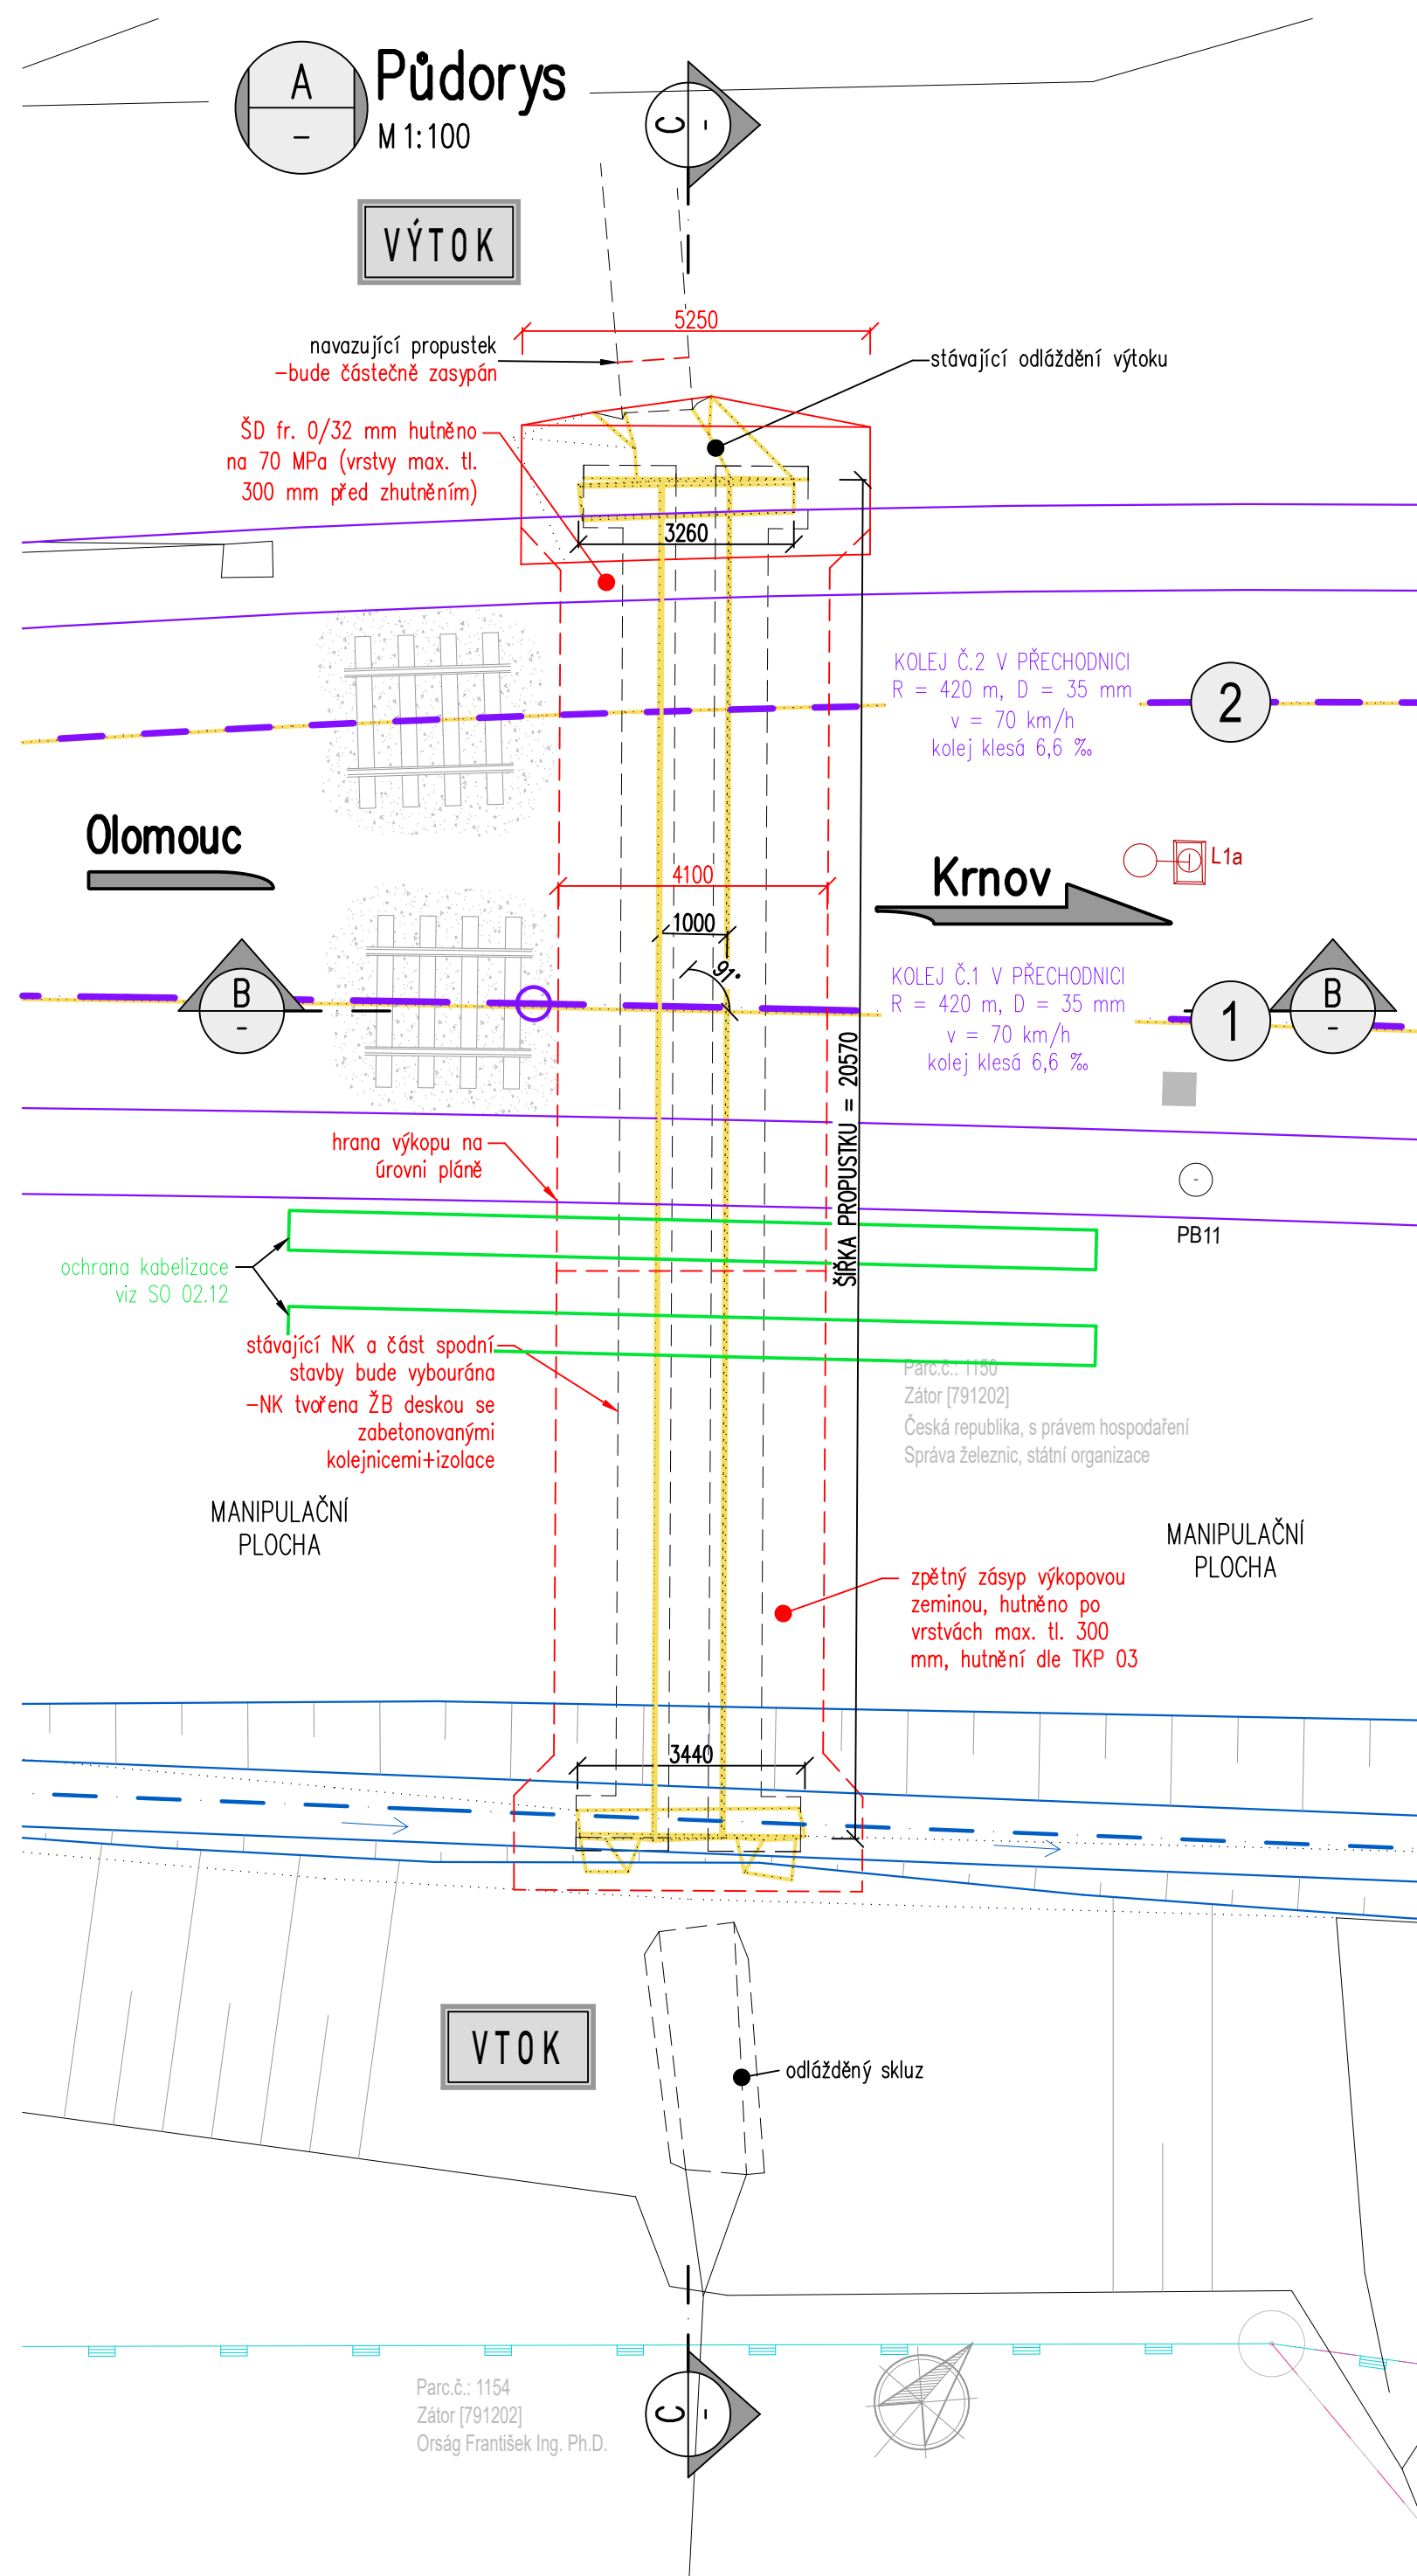 A
-
Půdorys
M 1:100
C
-
VÝTOK
5250
navazující propustek
-bude částečně zasypán
stávající odláždění výtoku
ŠD fr. 0/32 mm hutněno
na 70 MPa (vrstvy max. tl.
300 mm před zhutněním)
3260
KOLEJ Č.2 V PŘECHODNICI
R = 420 m, D = 35 mm
v = 70 km/h
kolej klesá 6,6 ‰
2
Olomouc
Krnov
L1a
4100
1000
91°
B
-
KOLEJ Č.1 V PŘECHODNICI
R = 420 m, D = 35 mm
v = 70 km/h
kolej klesá 6,6 ‰
1
B
-
ŠÍŘKA PROPUSTKU = 20570
hrana výkopu na
úrovni pláně
-
PB11
ochrana kabelizace
viz SO 02.12
stávající NK a část spodní
stavby bude vybourána
-NK tvořena ŽB deskou se
zabetonovanými
kolejnicemi+izolace
Parc.č.: 1150
Zátor [791202]
Česká republika, s právem hospodaření
Správa železnic, státní organizace
MANIPULAČNÍ
PLOCHA
MANIPULAČNÍ
PLOCHA
zpětný zásyp výkopovou
zeminou, hutněno po
vrstvách max. tl. 300
mm, hutnění dle TKP 03
3440
VTOK
odlážděný skluz
Parc.č.: 1154
Zátor [791202]
Orság František Ing. Ph.D.
C
-